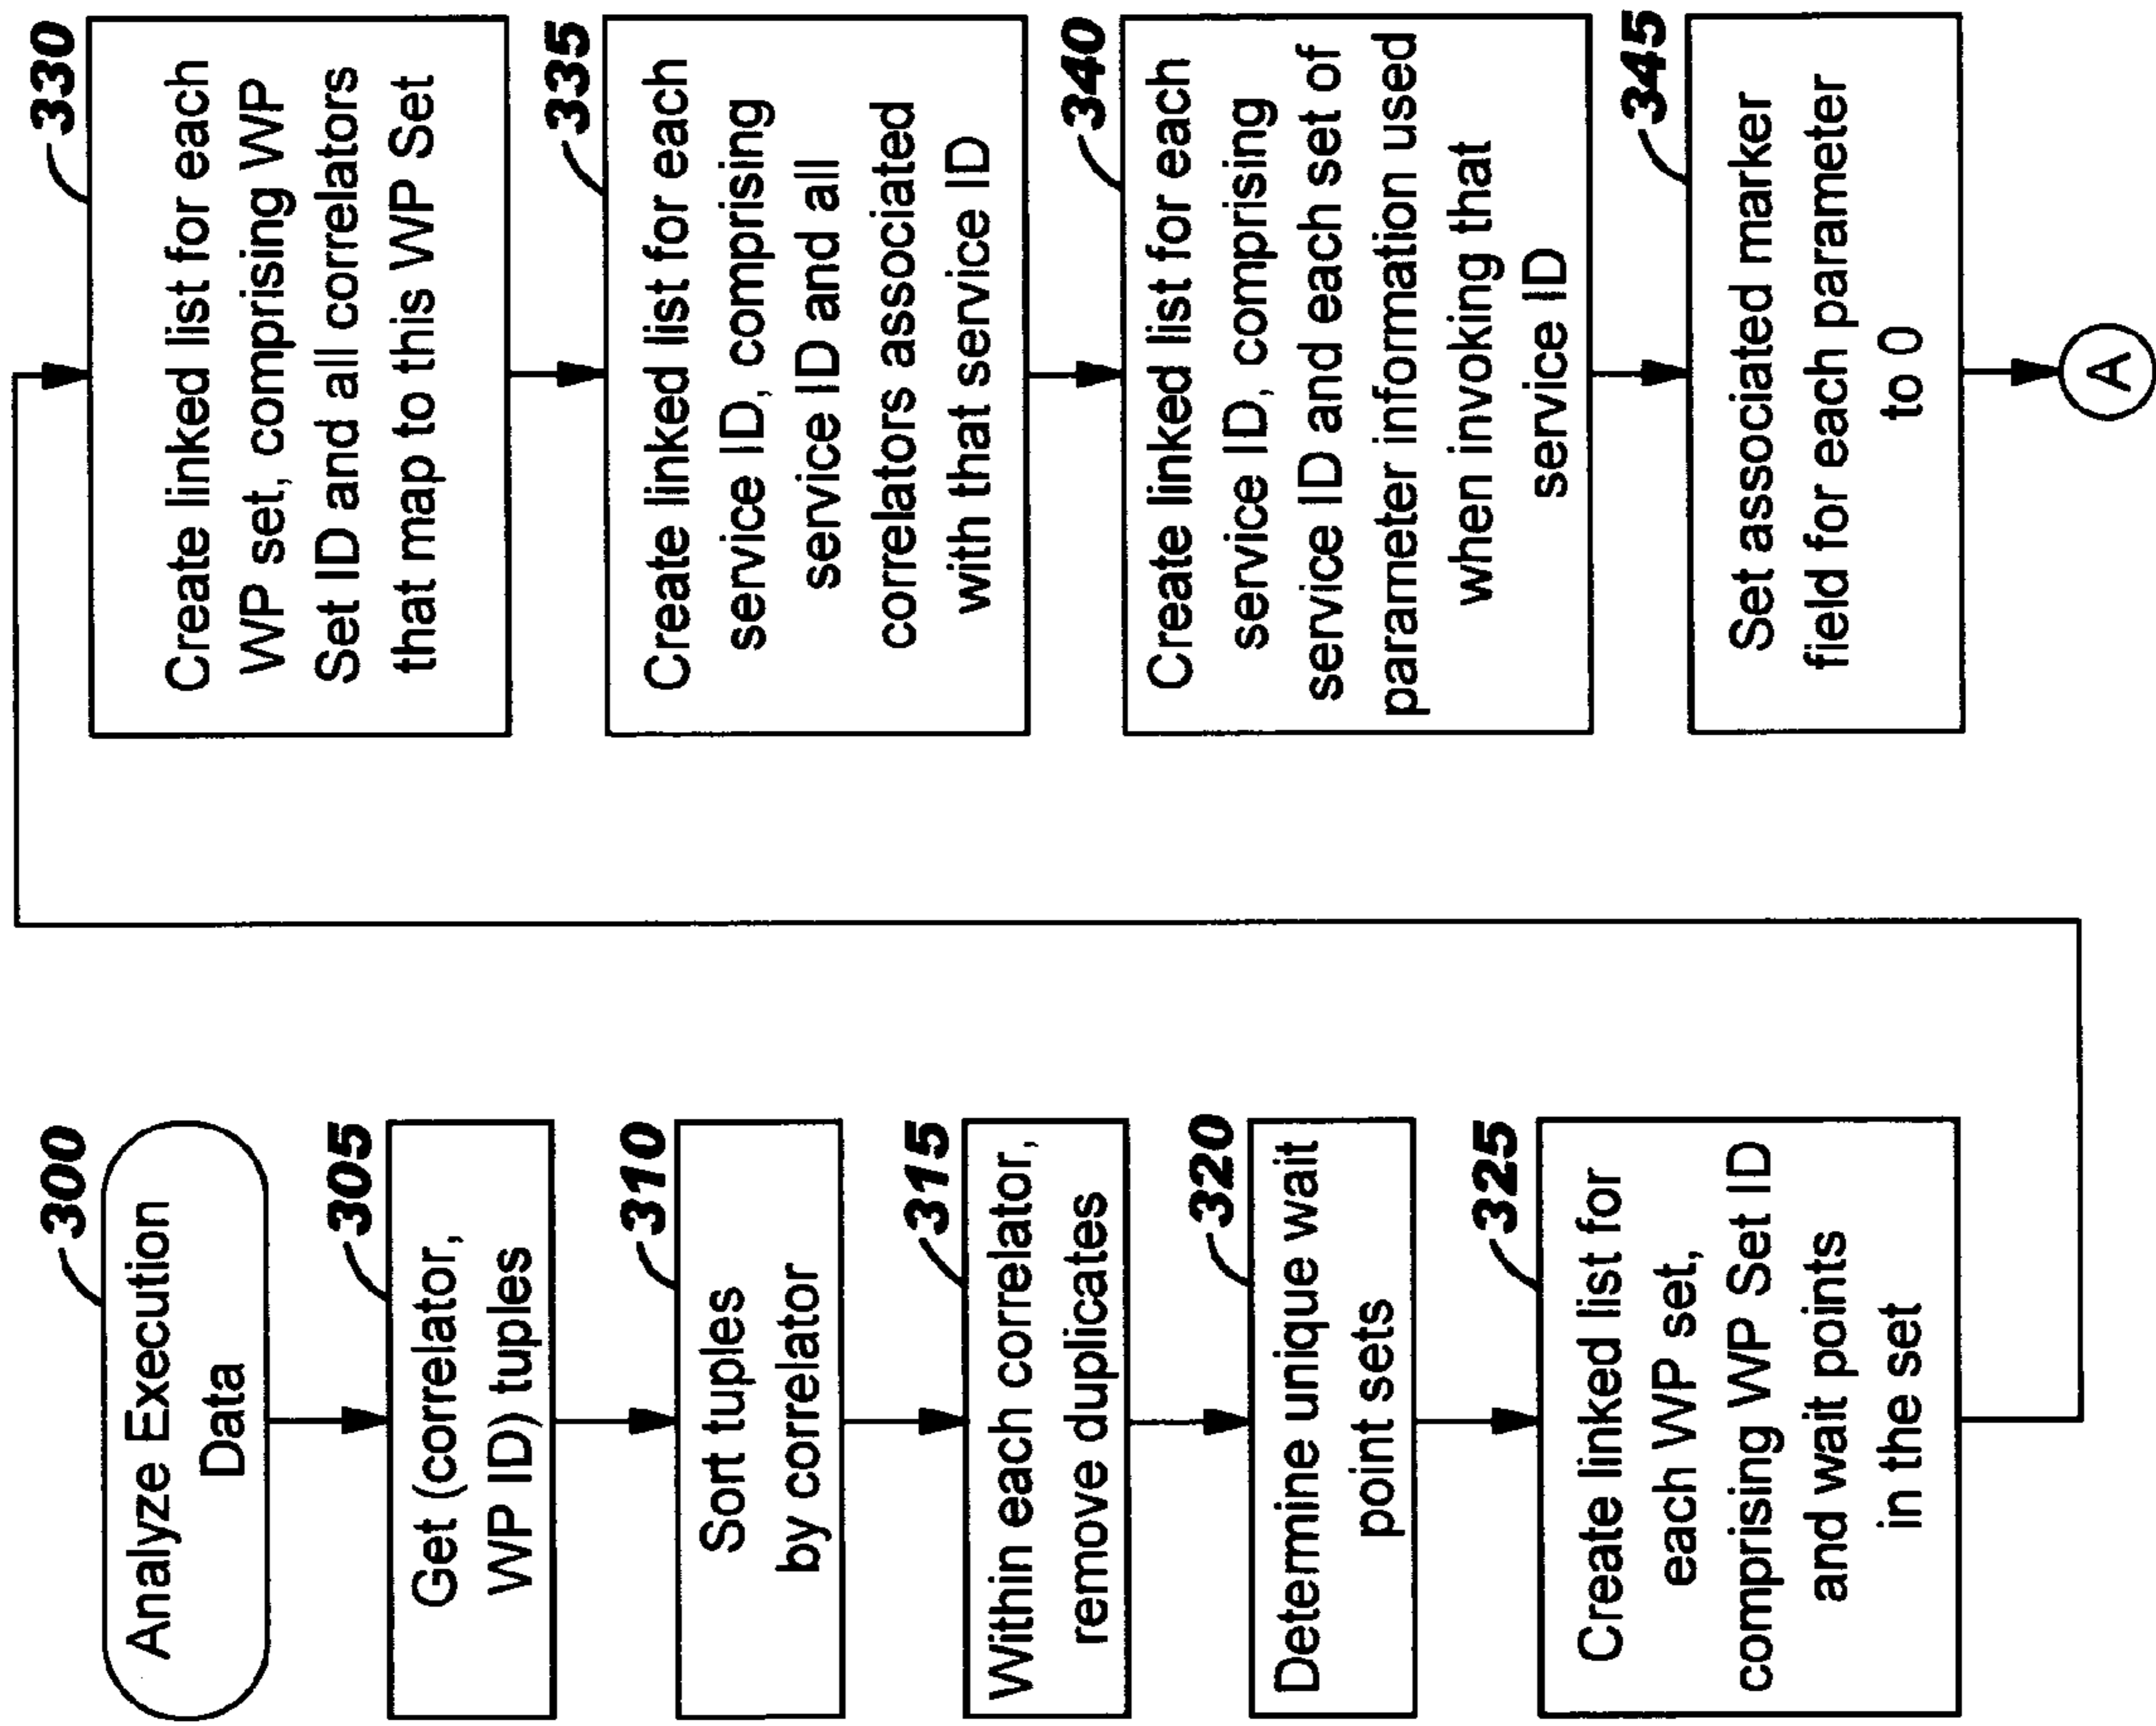 300
Analyze Execution
Data
305
Get (correlator,
WP ID) tuples
310
Sort tuples
by correlator
315
Within each correlator,
remove duplicates
320
Determine unique wait
point sets
325
Create linked list for
each WP set,
comprising WP Set ID
and wait points
in the set
330
Create linked list for each
WP set, comprising WP
Set ID and all correlators
that map to this WP Set
335
Create linked list for each
service ID, comprising
service ID and all
correlators associated
with that service ID
340
Create linked list for each
service ID, comprising
service ID and each set of
parameter information used
when invoking that
service ID
345
Set associated marker
field for each parameter
to 0
A